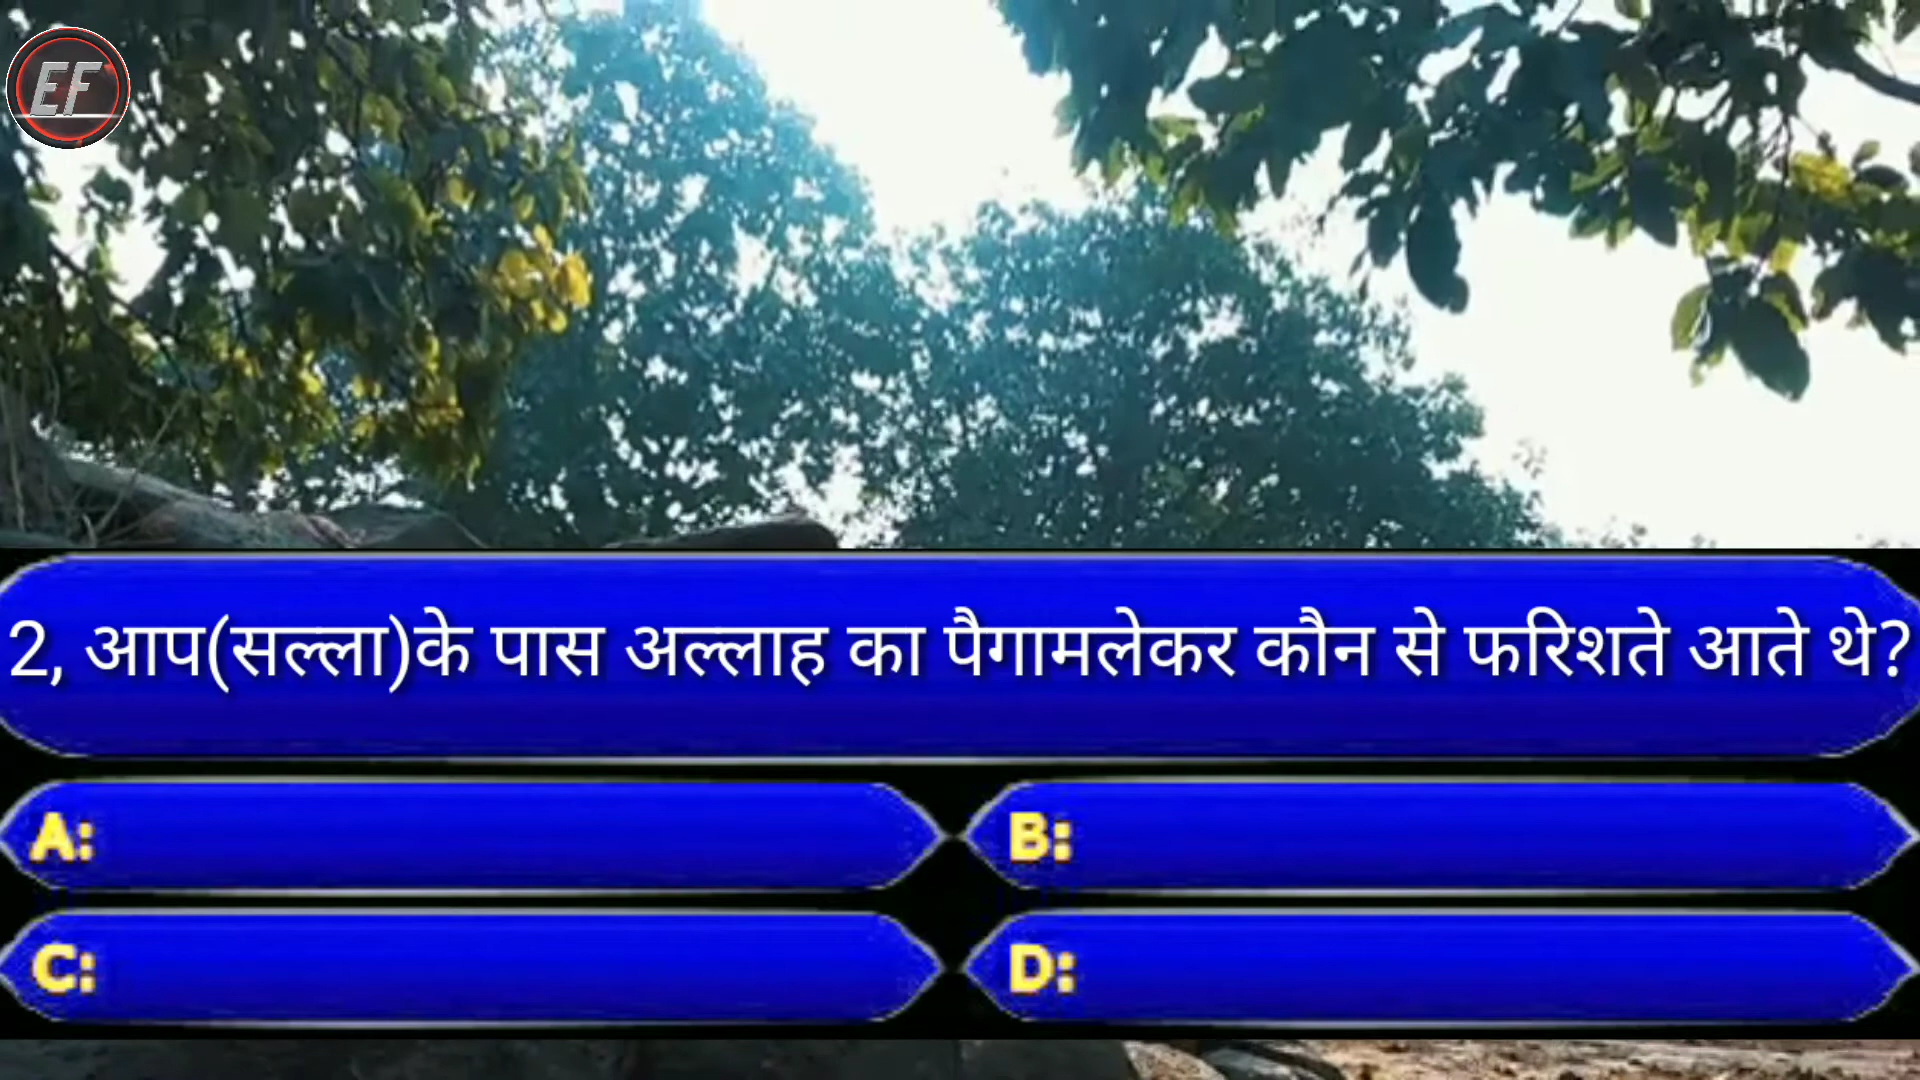 EF
2, आप(सल्ला)के पास अल्लाह का पैगामलेकर कौन से फरिशते आते थे?
A:
B:
C:
D: